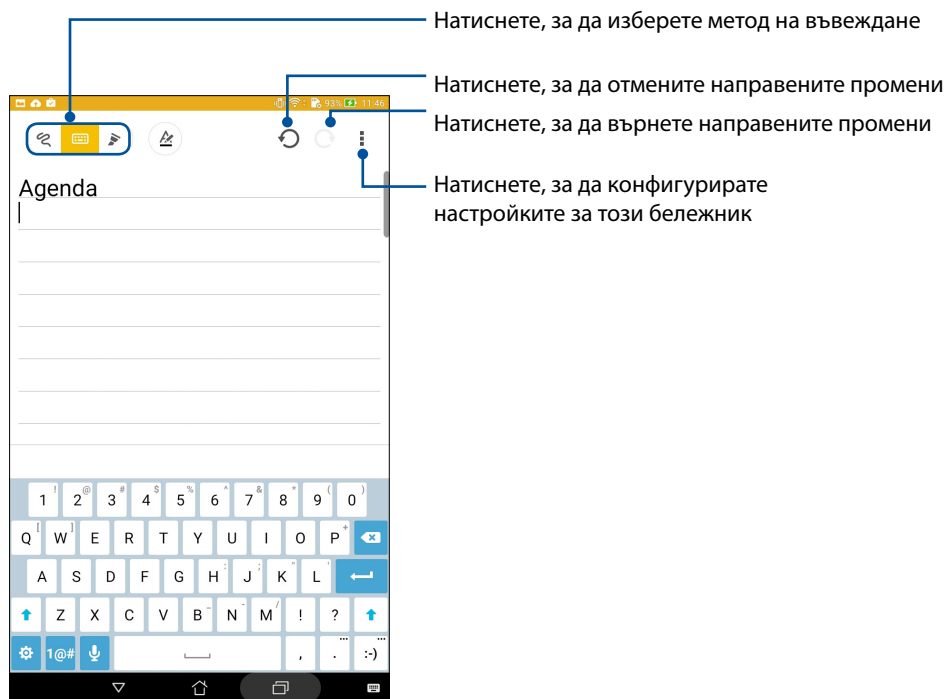 Натиснете, за да изберете метод на въвеждане
Натиснете, за да отмените направените промени
Натиснете, за да върнете направените промени
Натиснете, за да конфигурирате
настройките за този бележник
93% 11:46
Agenda
1 ! 2 @ 3 # 4 $ 5 % 6 ^ 7 & 8 * 9 ( 0 )
Q [ W ] E R T Y U I O P +
A S D F G H : J ; K " L '
Z X C V B _ N - M / ! ?
1@# , . ... :-) ...